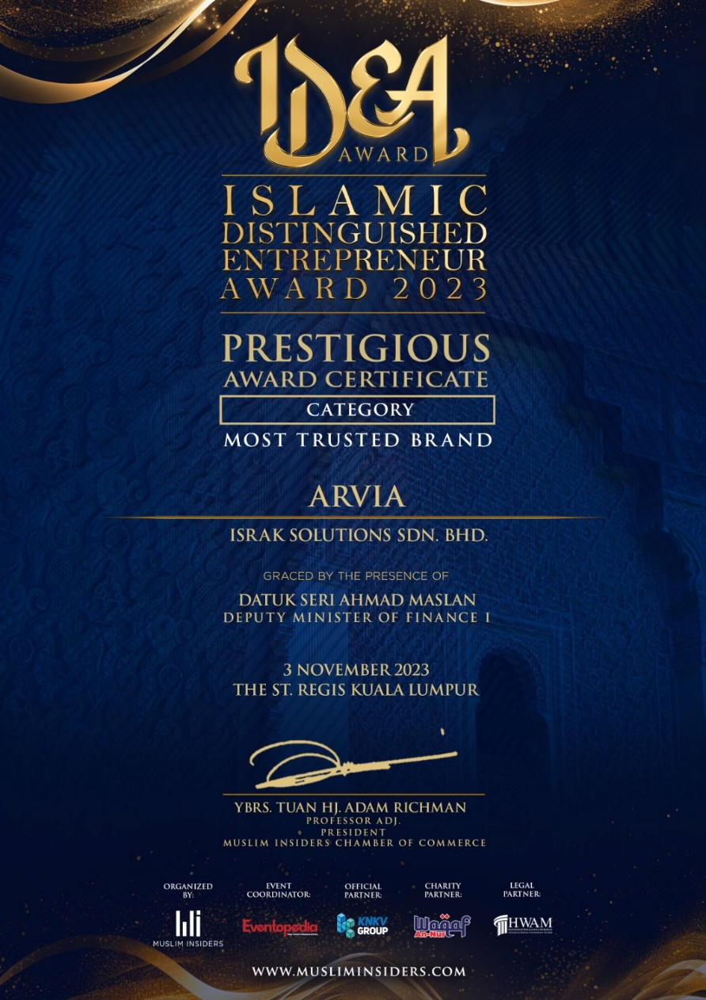 IDEA
AWARD
ISLAMIC
DISTINGUISHED
ENTREPRENEUR
AWARD 2023
PRESTIGIOUS
AWARD CERTIFICATE
CATEGORY
MOST TRUSTED BRAND
ARVIA
ISRAK SOLUTIONS SDN. BHD.
GRACED BY THE PRESENCE OF
DATUK SERI AHMAD MASLAN
DEPUTY MINISTER OF FINANCE I
3 NOVEMBER 2023
THE ST. REGIS KUALA LUMPUR
YBRS. TUAN HJ. ADAM RICHMAN
PROFESSOR ADJ.
PRESIDENT
MUSLIM INSIDERS CHAMBER OF COMMERCE
ORGANIZED BY:
MUSLIM INSIDERS
EVENT COORDINATOR:
Eventopedia
OFFICIAL PARTNER:
KNKV GROUP
CHARITY PARTNER:
Waqaf An-Nur
LEGAL PARTNER:
HWAM
WWW.MUSLIMINSIDERS.COM